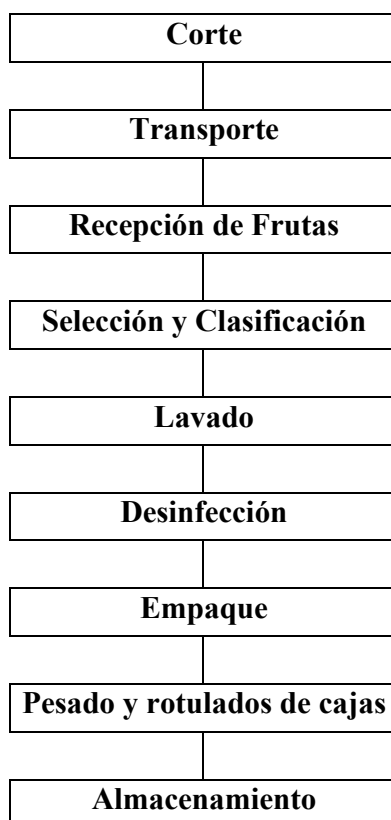 Corte
Transporte
Recepción de Frutas
Selección y Clasificación
Lavado
Desinfección
Empaque
Pesado y rotulados de cajas
Almacenamiento